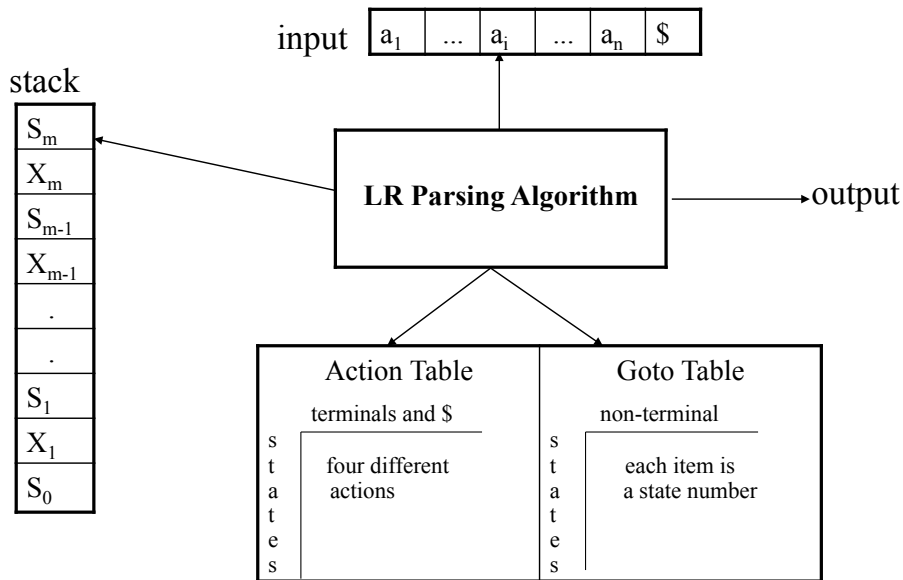 input a₁ ... aᵢ ... aₙ $
stack
Sₘ
Xₘ
Sₘ₋₁
Xₘ₋₁
.
.
S₁
X₁
S₀
LR Parsing Algorithm
output
Action Table
terminals and $
s
t
a
t
e
s
four different
actions
Goto Table
non-terminal
s
t
a
t
e
s
each item is
a state number